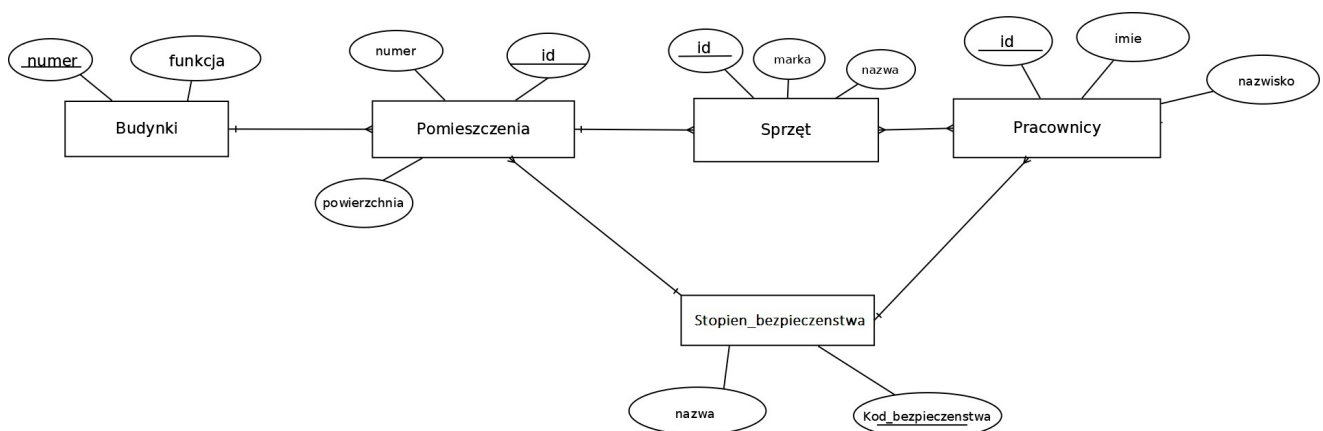 numer
funkcja
numer
id
id
marka
nazwa
id
imie
nazwisko
Budynki
Pomieszczenia
Sprzęt
Pracownicy
powierzchnia
Stopien_bezpieczenstwa
nazwa
Kod_bezpieczenstwa